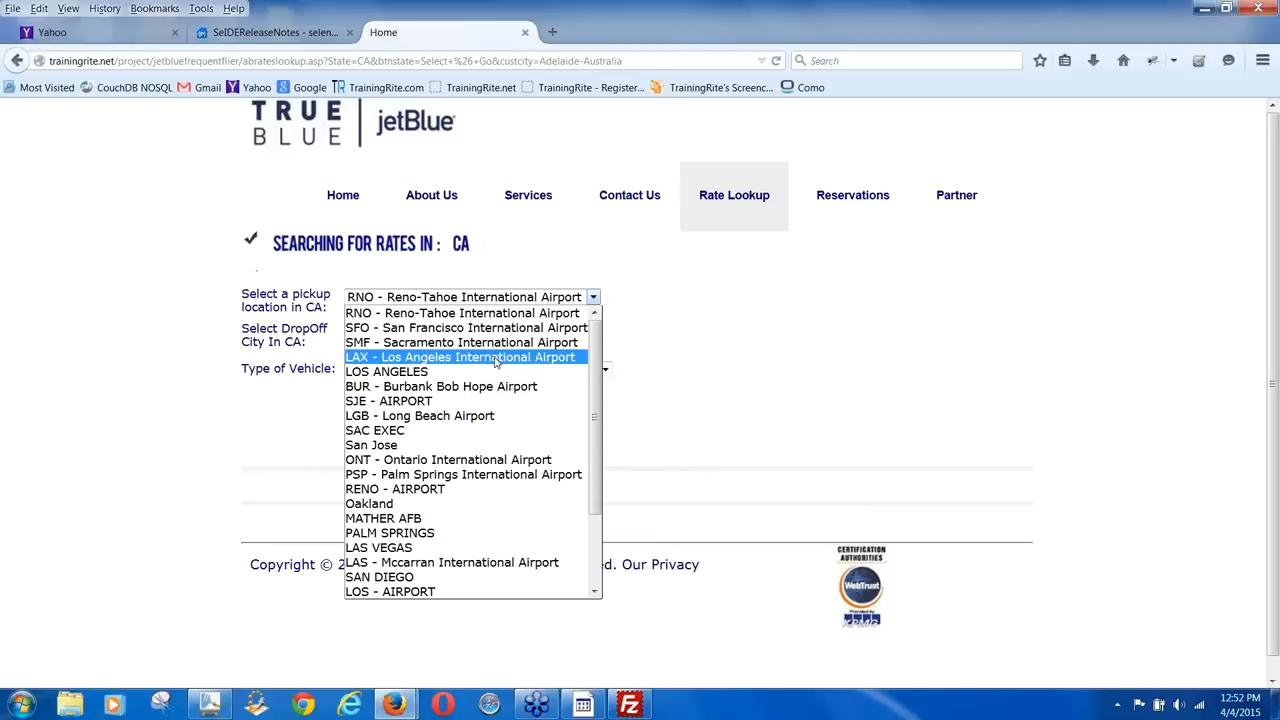 File Edit View History Bookmarks Tools Help
Yahoo
SeIDEReleaseNotes - selen...
Home
trainingrite.net/project/jetbluefrequentflier/abrateslookup.asp?State=CA&btnstate=Select+%26+Go&custcity=Adelaide-Australia
Search
Most Visited CouchDB NOSQL Gmail Yahoo Google TrainingRite.com TrainingRite.net TrainingRite - Register... TrainingRite's Screenc... Como
TRUE
BLUE
jetBlue
Home About Us Services Contact Us Rate Lookup Reservations Partner
SEARCHING FOR RATES IN : CA
Select a pickup
location in CA:
RNO - Reno-Tahoe International Airport
Select DropOff
City In CA:
Type of Vehicle:
RNO - Reno-Tahoe International Airport
SFO - San Francisco International Airport
SMF - Sacramento International Airport
LAX - Los Angeles International Airport
LOS ANGELES
BUR - Burbank Bob Hope Airport
SJE - AIRPORT
LGB - Long Beach Airport
SAC EXEC
San Jose
ONT - Ontario International Airport
PSP - Palm Springs International Airport
RENO - AIRPORT
Oakland
MATHER AFB
PALM SPRINGS
LAS VEGAS
LAS - Mccarran International Airport
SAN DIEGO
LOS - AIRPORT
Copyright © 2
d. Our Privacy
CERTIFICATION
AUTHORITIES
WebTrust
Provided by
KPMG
12:52 PM
4/4/2015